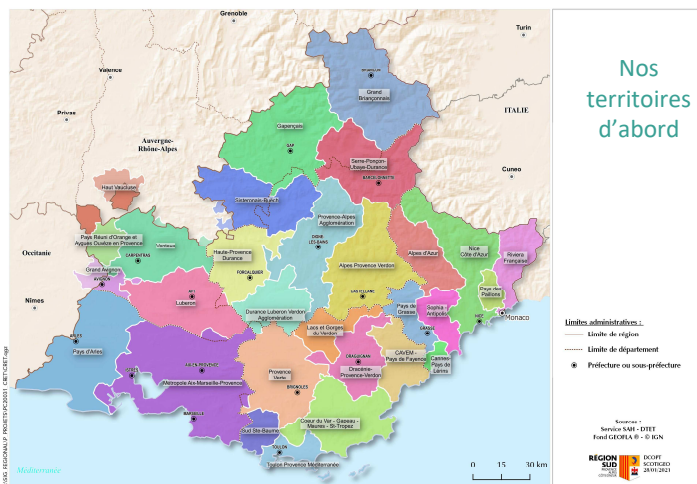 Grenoble
Turin
Valence
Privas
ITALIE
Auvergne-
Rhône-Alpes
Cuneo
Occitanie
Nîmes
Monaco
Méditerranée
BRIANÇON
Grand
Briançonnais
Gapençais
GAP
Serre-Ponçon-
Ubaye-Durance
BARCELONNETTE
Haut Vaucluse
Sisteronais-Buëch
Provence-Alpes
Agglomération
DIGNE
LES-BAINS
Pays Réuni d'Orange et
Aygues Ouvèze en Provence
Ventoux
CARPENTRAS
Haute-Provence
Durance
FORCALQUIER
Alpes Provence Verdon
CASTELLANE
Alpes d'Azur
Nice
Côte d'Azur
NICE
Riviera
Française
Pays des
Paillons
Grand Avignon
AVIGNON
APT
Luberon
Durance Luberon Verdon
Agglomération
Lacs et Gorges
du Verdon
Pays de
Grasse
GRASSE
Sophia
Antipolis
ARLES
Pays d'Arles
ISTRES
AIX-EN-PROVENCE
Métropole Aix-Marseille-Provence
MARSEILLE
Provence
Verte
BRIGNOLES
DRAGUIGNAN
Dracénie-
Provence-Verdon
CAVEM -
Pays de Fayence
Cannes-
Pays de
Lérins
Sud Ste-Baume
Coeur du Var - Gapeau -
Maures - St-Tropez
TOULON
Toulon Provence Méditerranée
0 15 30 km
Nos
territoires
d'abord
Limites administratives :
Limite de région
Limite de département
Préfecture ou sous-préfecture
Sources :
Service SAH - DTET
Fond GEOFLA ® - © IGN
RÉGION
SUD
PROVENCE
ALPES
CÔTE D'AZUR
DCOPT
SCOTIGEO
28/01/2021